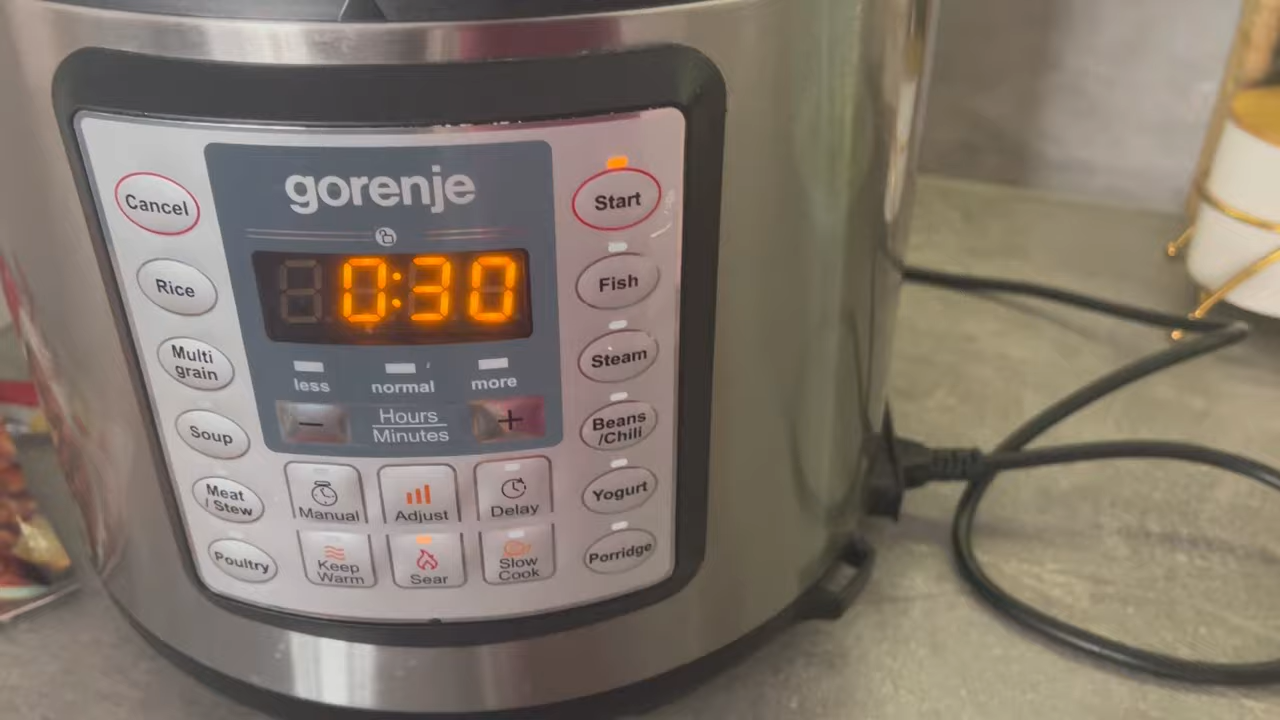 gorenje
Cancel
Start
0:30
Rice
Fish
Multi
grain
less
normal
more
Steam
−
Hours
Minutes
+
Soup
Beans
/Chili
Meat
/ Stew
Manual
Adjust
Delay
Yogurt
Poultry
Keep
Warm
Sear
Slow
Cook
Porridge